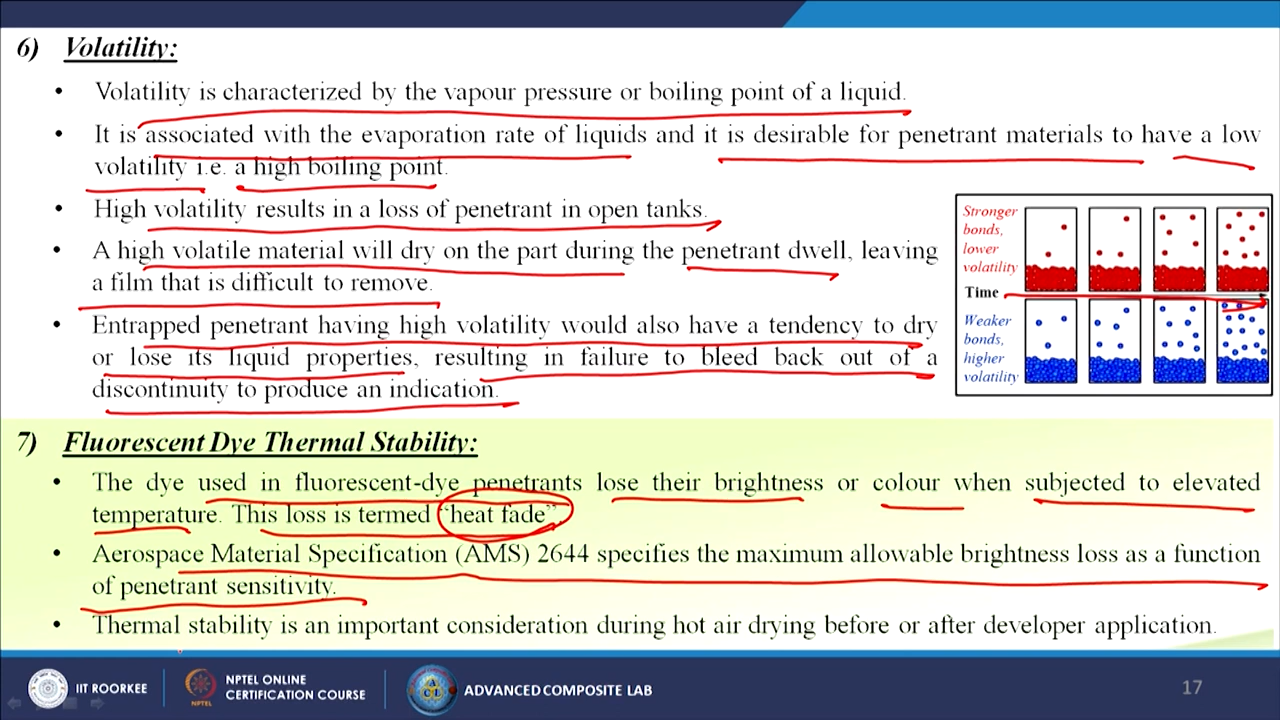 6) Volatility:
• Volatility is characterized by the vapour pressure or boiling point of a liquid.
• It is associated with the evaporation rate of liquids and it is desirable for penetrant materials to have a low
volatility i.e. a high boiling point.
• High volatility results in a loss of penetrant in open tanks.
• A high volatile material will dry on the part during the penetrant dwell, leaving
a film that is difficult to remove.
• Entrapped penetrant having high volatility would also have a tendency to dry
or lose its liquid properties, resulting in failure to bleed back out of a
discontinuity to produce an indication.
Stronger
bonds,
lower
volatility
Time
Weaker
bonds,
higher
volatility
7) Fluorescent Dye Thermal Stability:
• The dye used in fluorescent-dye penetrants lose their brightness or colour when subjected to elevated
temperature. This loss is termed “heat fade”.
• Aerospace Material Specification (AMS) 2644 specifies the maximum allowable brightness loss as a function
of penetrant sensitivity.
• Thermal stability is an important consideration during hot air drying before or after developer application.
IIT ROORKEE
NPTEL
NPTEL ONLINE
CERTIFICATION COURSE
ACL
ADVANCED COMPOSITE LAB
17